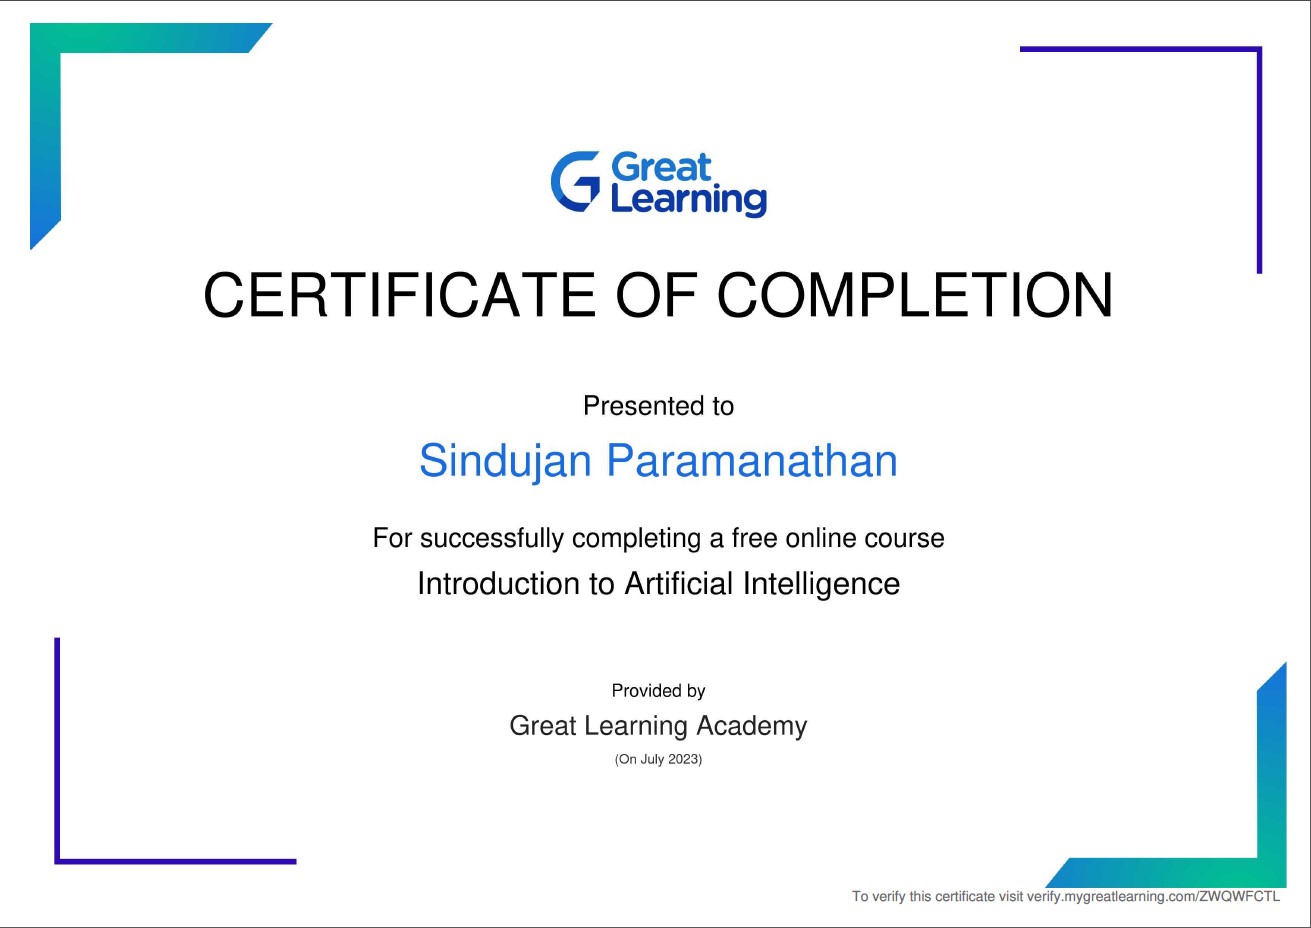 Great
Learning
CERTIFICATE OF COMPLETION
Presented to
Sindujan Paramanathan
For successfully completing a free online course
Introduction to Artificial Intelligence
Provided by
Great Learning Academy
(On July 2023)
To verify this certificate visit verify.mygreatlearning.com/ZWQWFCTL